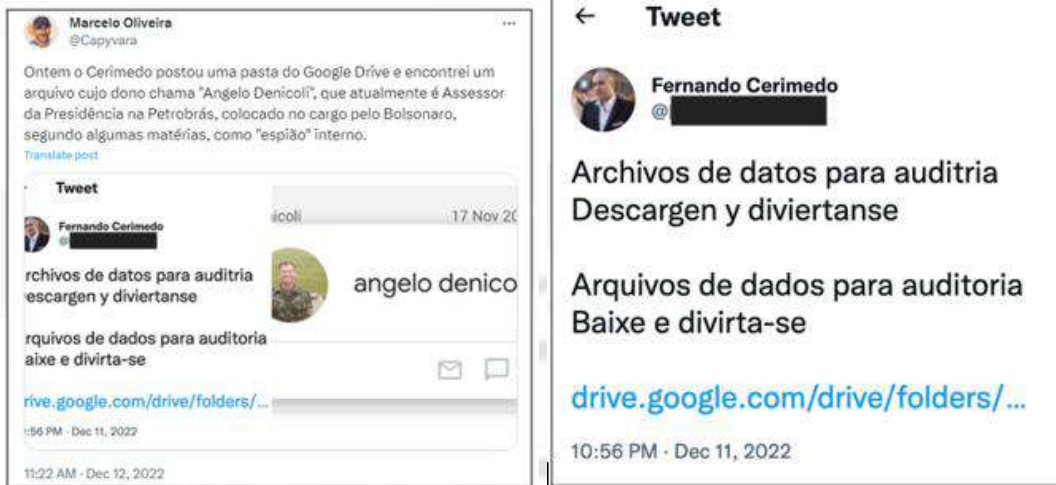 Marcelo Oliveira
@Capyvara
Ontem o Cerimedo postou uma pasta do Google Drive e encontrei um
arquivo cujo dono chama "Angelo Denicoli", que atualmente é Assessor
da Presidência na Petrobrás, colocado no cargo pelo Bolsonaro,
segundo algumas matérias, como "espião" interno.
Translate post
Tweet
Fernando Cerimedo
@
rchivos de datos para auditria
escargen y diviertanse
rquivos de dados para auditoria
aixe e divirta-se
rive.google.com/drive/folders/...
:56 PM · Dec 11, 2022
icoli
17 Nov 20
angelo denico
11:22 AM · Dec 12, 2022
Tweet
Fernando Cerimedo
@
Archivos de datos para auditria
Descargen y diviertanse
Arquivos de dados para auditoria
Baixe e divirta-se
drive.google.com/drive/folders/...
10:56 PM · Dec 11, 2022